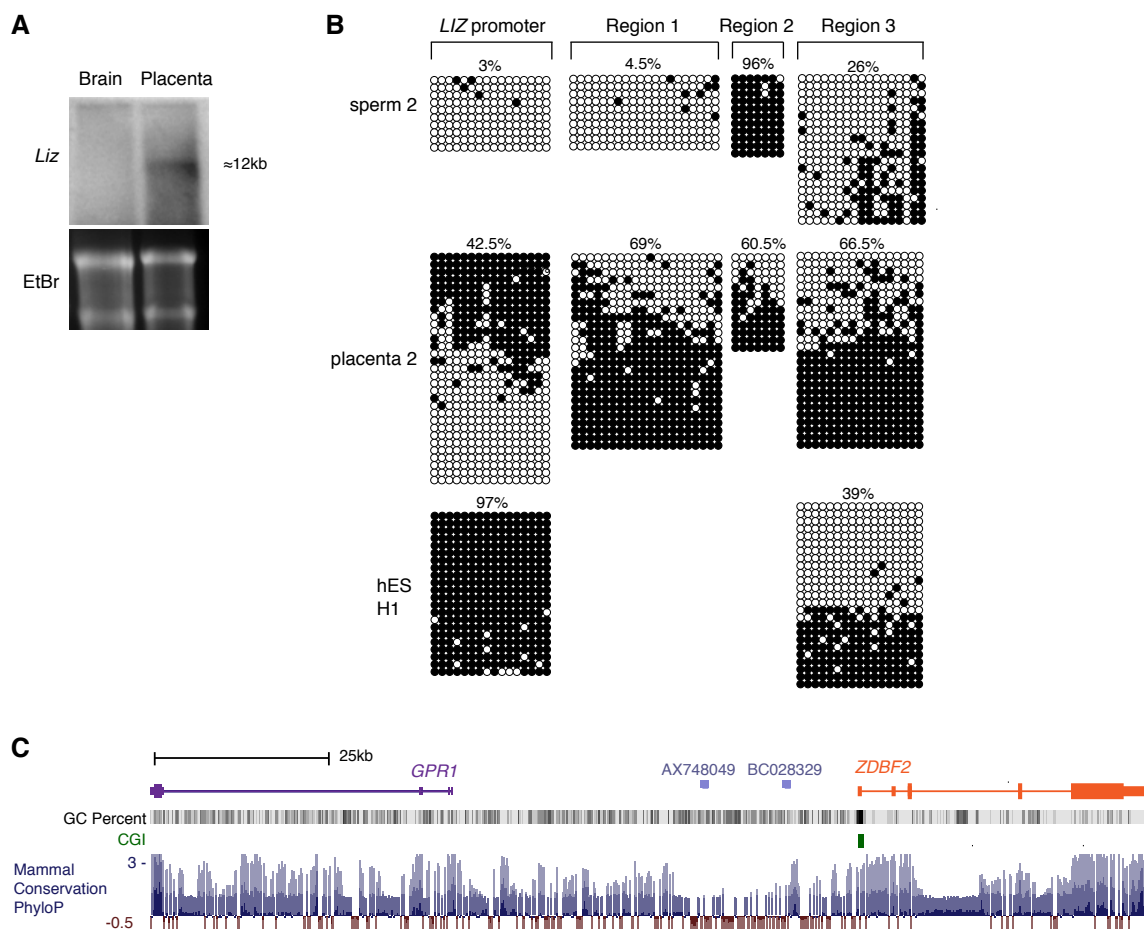 A
Brain Placenta
Liz
≈12kb
EtBr
B
LIZ promoter Region 1 Region 2 Region 3
3% 4.5% 96% 26%
sperm 2
42.5% 69% 60.5% 66.5%
placenta 2
97% 39%
hES
H1
C
25kb
GPR1 AX748049 BC028329 ZDBF2
GC Percent
CGI
3 -
Mammal
Conservation
PhyloP
-0.5